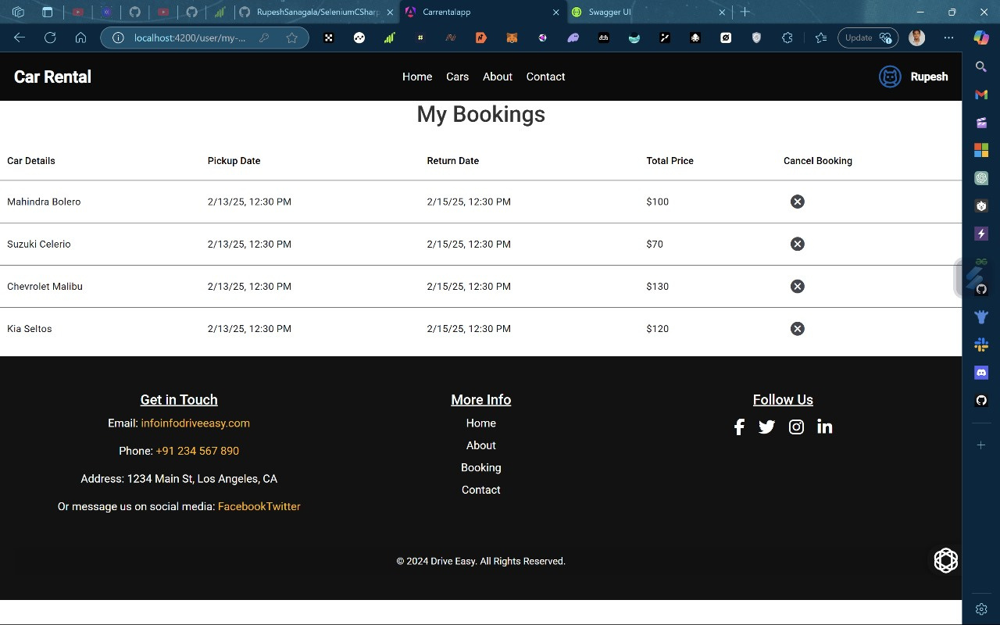 RupeshSanagala/SeleniumCSharp
Carrentalapp
Swagger UI
localhost:4200/user/my-...
Update
Car Rental
Home Cars About Contact
Rupesh
My Bookings
Car Details Pickup Date Return Date Total Price Cancel Booking
Mahindra Bolero 2/13/25, 12:30 PM 2/15/25, 12:30 PM $100
Suzuki Celerio 2/13/25, 12:30 PM 2/15/25, 12:30 PM $70
Chevrolet Malibu 2/13/25, 12:30 PM 2/15/25, 12:30 PM $130
Kia Seltos 2/13/25, 12:30 PM 2/15/25, 12:30 PM $120
Get in Touch
Email: infoinfodriveeasy.com
Phone: +91 234 567 890
Address: 1234 Main St, Los Angeles, CA
Or message us on social media: FacebookTwitter
More Info
Home
About
Booking
Contact
Follow Us
© 2024 Drive Easy. All Rights Reserved.